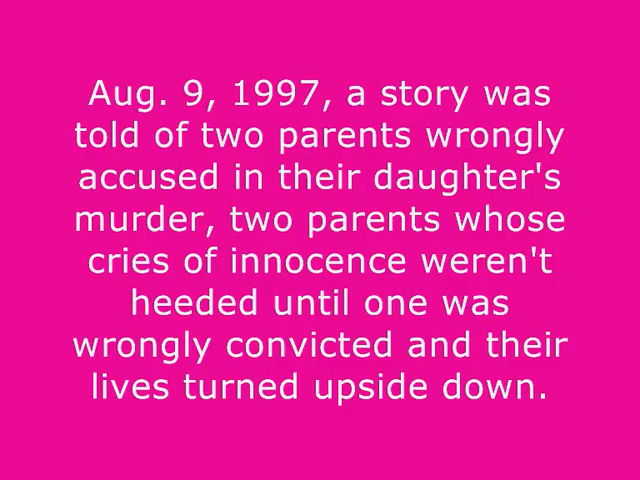 Aug. 9, 1997, a story was
told of two parents wrongly
accused in their daughter's
murder, two parents whose
cries of innocence weren't
heeded until one was
wrongly convicted and their
lives turned upside down.